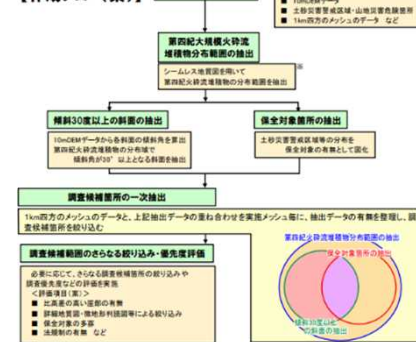 ■ 土砂災害警戒区域・山地災害危険箇所
■ 1km四方のメッシュのデータ など
第四紀大規模火砕流
堆積物分布範囲の抽出
シームレス地質図を用いて
第四紀火砕流堆積物の分布範囲を抽出
※
傾斜30度以上の斜面の抽出
保全対象箇所の抽出
10mDEMデータから各斜面の傾斜角を算出
第四紀火砕流堆積物の分布域で
傾斜角が30°以上となる斜面を抽出
土砂災害警戒区域等の分布を
保全対象の有無として図化
調査候補箇所の一次抽出
1km四方のメッシュのデータと、上記抽出データの重ね合わせを実施メッシュ毎に、抽出データの有無を整理し、調
査候補箇所を絞り込む
調査候補範囲のさらなる絞り込み・優先度評価
必要に応じて、さらなる調査候補箇所の絞り込みや
調査優先度などの評価を実施
＜評価項目(案)＞
■ 比高差の高い崖部の有無
■ 詳細地質図・微地形判読図等による絞り込み
■ 保全対象の多寡
■ 法規制の有無 など
第四紀火砕流堆積物分布範囲の抽出
保全対象箇所の抽出
傾斜30度以上
の斜面の抽出